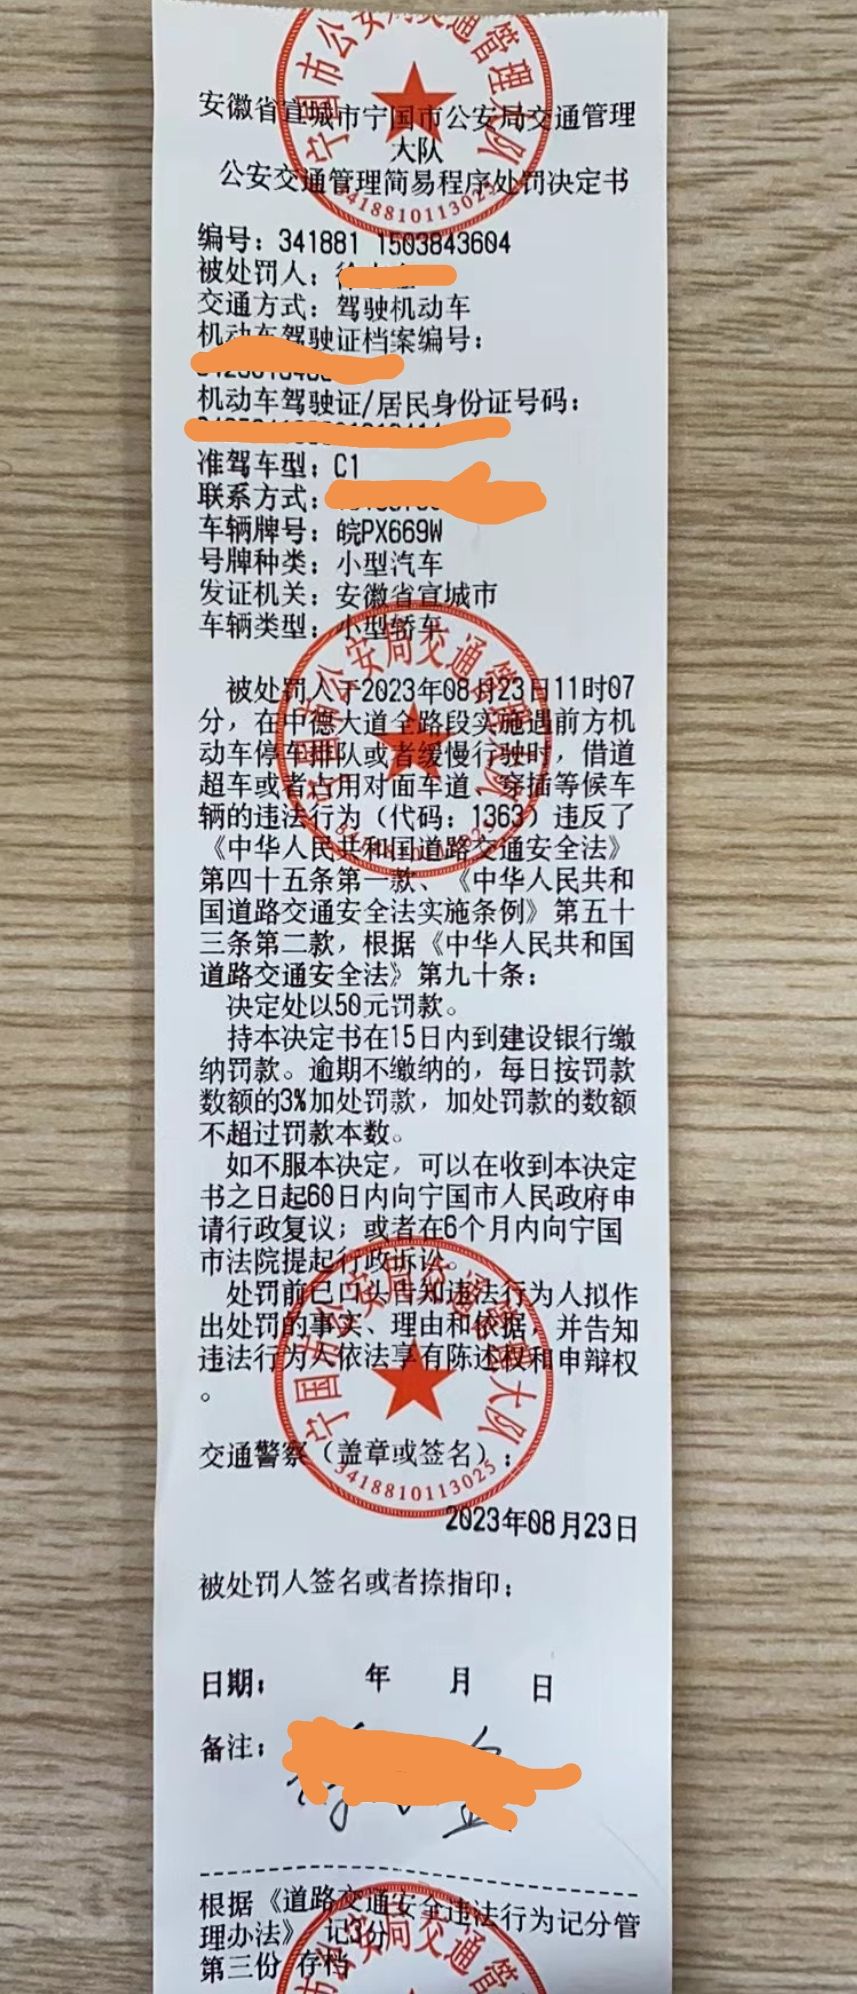 安徽省宣城市宁国市公安局交通管理
大队
公安交通管理简易程序处罚决定书
编号：341881 1503843604
被处罚人：
交通方式：驾驶机动车
机动车驾驶证档案编号：
机动车驾驶证/居民身份证号码：
准驾车型：C1
联系方式：
车辆牌号：皖PX669W
号牌种类：小型汽车
发证机关：安徽省宣城市
车辆类型：小型轿车
被处罚人于2023年08月23日11时07
分，在中德大道全路段实施遇前方机
动车停车排队或者缓慢行驶时，借道
超车或者占用对面车道、穿插等候车
辆的违法行为（代码：1363）违反了
《中华人民共和国道路交通安全法》
第四十五条第一款、《中华人民共和
国道路交通安全法实施条例》第五十
三条第二款，根据《中华人民共和国
道路交通安全法》第九十条：
决定处以50元罚款。
持本决定书在15日内到建设银行缴
纳罚款。逾期不缴纳的，每日按罚款
数额的3%加处罚款，加处罚款的数额
不超过罚款本数。
如不服本决定，可以在收到本决定
书之日起60日内向宁国市人民政府申
请行政复议；或者在6个月内向宁国
市法院提起行政诉讼。
处罚前已口头告知违法行为人拟作
出处罚的事实、理由和依据，并告知
违法行为人依法享有陈述权和申辩权
。
交通警察（盖章或签名）：
宁国市公安局交通管理大队
3418810113025
2023年08月23日
被处罚人签名或者捺指印：
日期： 年 月 日
备注：
根据《道路交通安全违法行为记分管
理办法》 记 分
第三份 存档